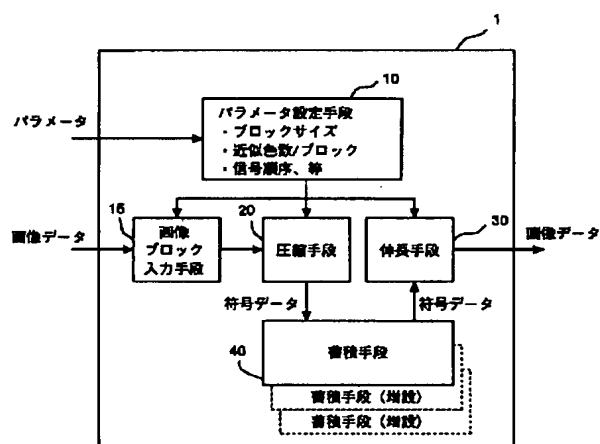 1
10
パラメータ
パラメータ設定手段
・ブロックサイズ
・近似色数/ブロック
・信号順序、等
15
20
30
画像データ
画像
ブロック
入力手段
圧縮手段
伸長手段
画像データ
符号データ
符号データ
40
蓄積手段
蓄積手段（増設）
蓄積手段（増設）